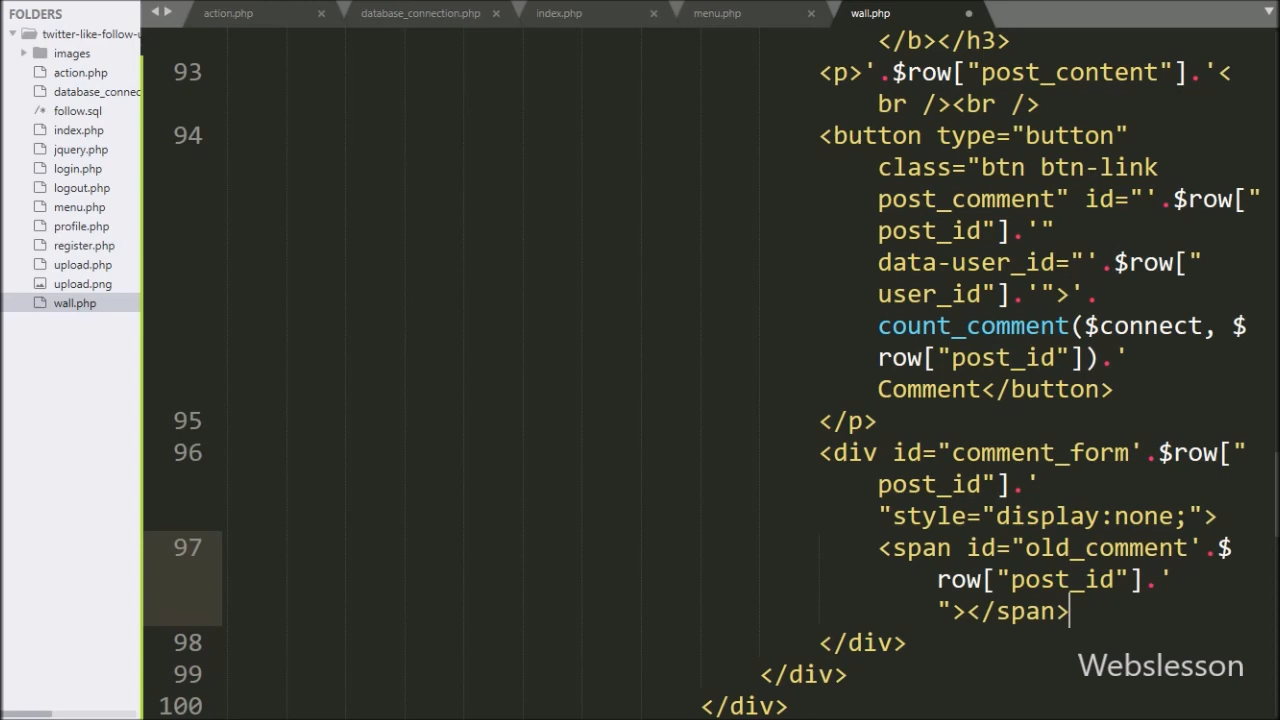 FOLDERS
twitter-like-follow-u
images
action.php
database_connec
follow.sql
index.php
jquery.php
login.php
logout.php
menu.php
profile.php
register.php
upload.php
upload.png
wall.php
action.php
database_connection.php
index.php
menu.php
wall.php
</b></h3>
93 <p>'.$row["post_content"].'<
br /><br />
94 <button type="button"
class="btn btn-link
post_comment" id="'.$row["
post_id"].'"
data-user_id="'.$row["
user_id"].'">'.
count_comment($connect, $
row["post_id"]).'
Comment</button>
95 </p>
96 <div id="comment_form'.$row["
post_id"].'
"style="display:none;">
97 <span id="old_comment'.$
row["post_id"].'
"></span>
98 </div>
99 </div>
100 </div>
Webslesson